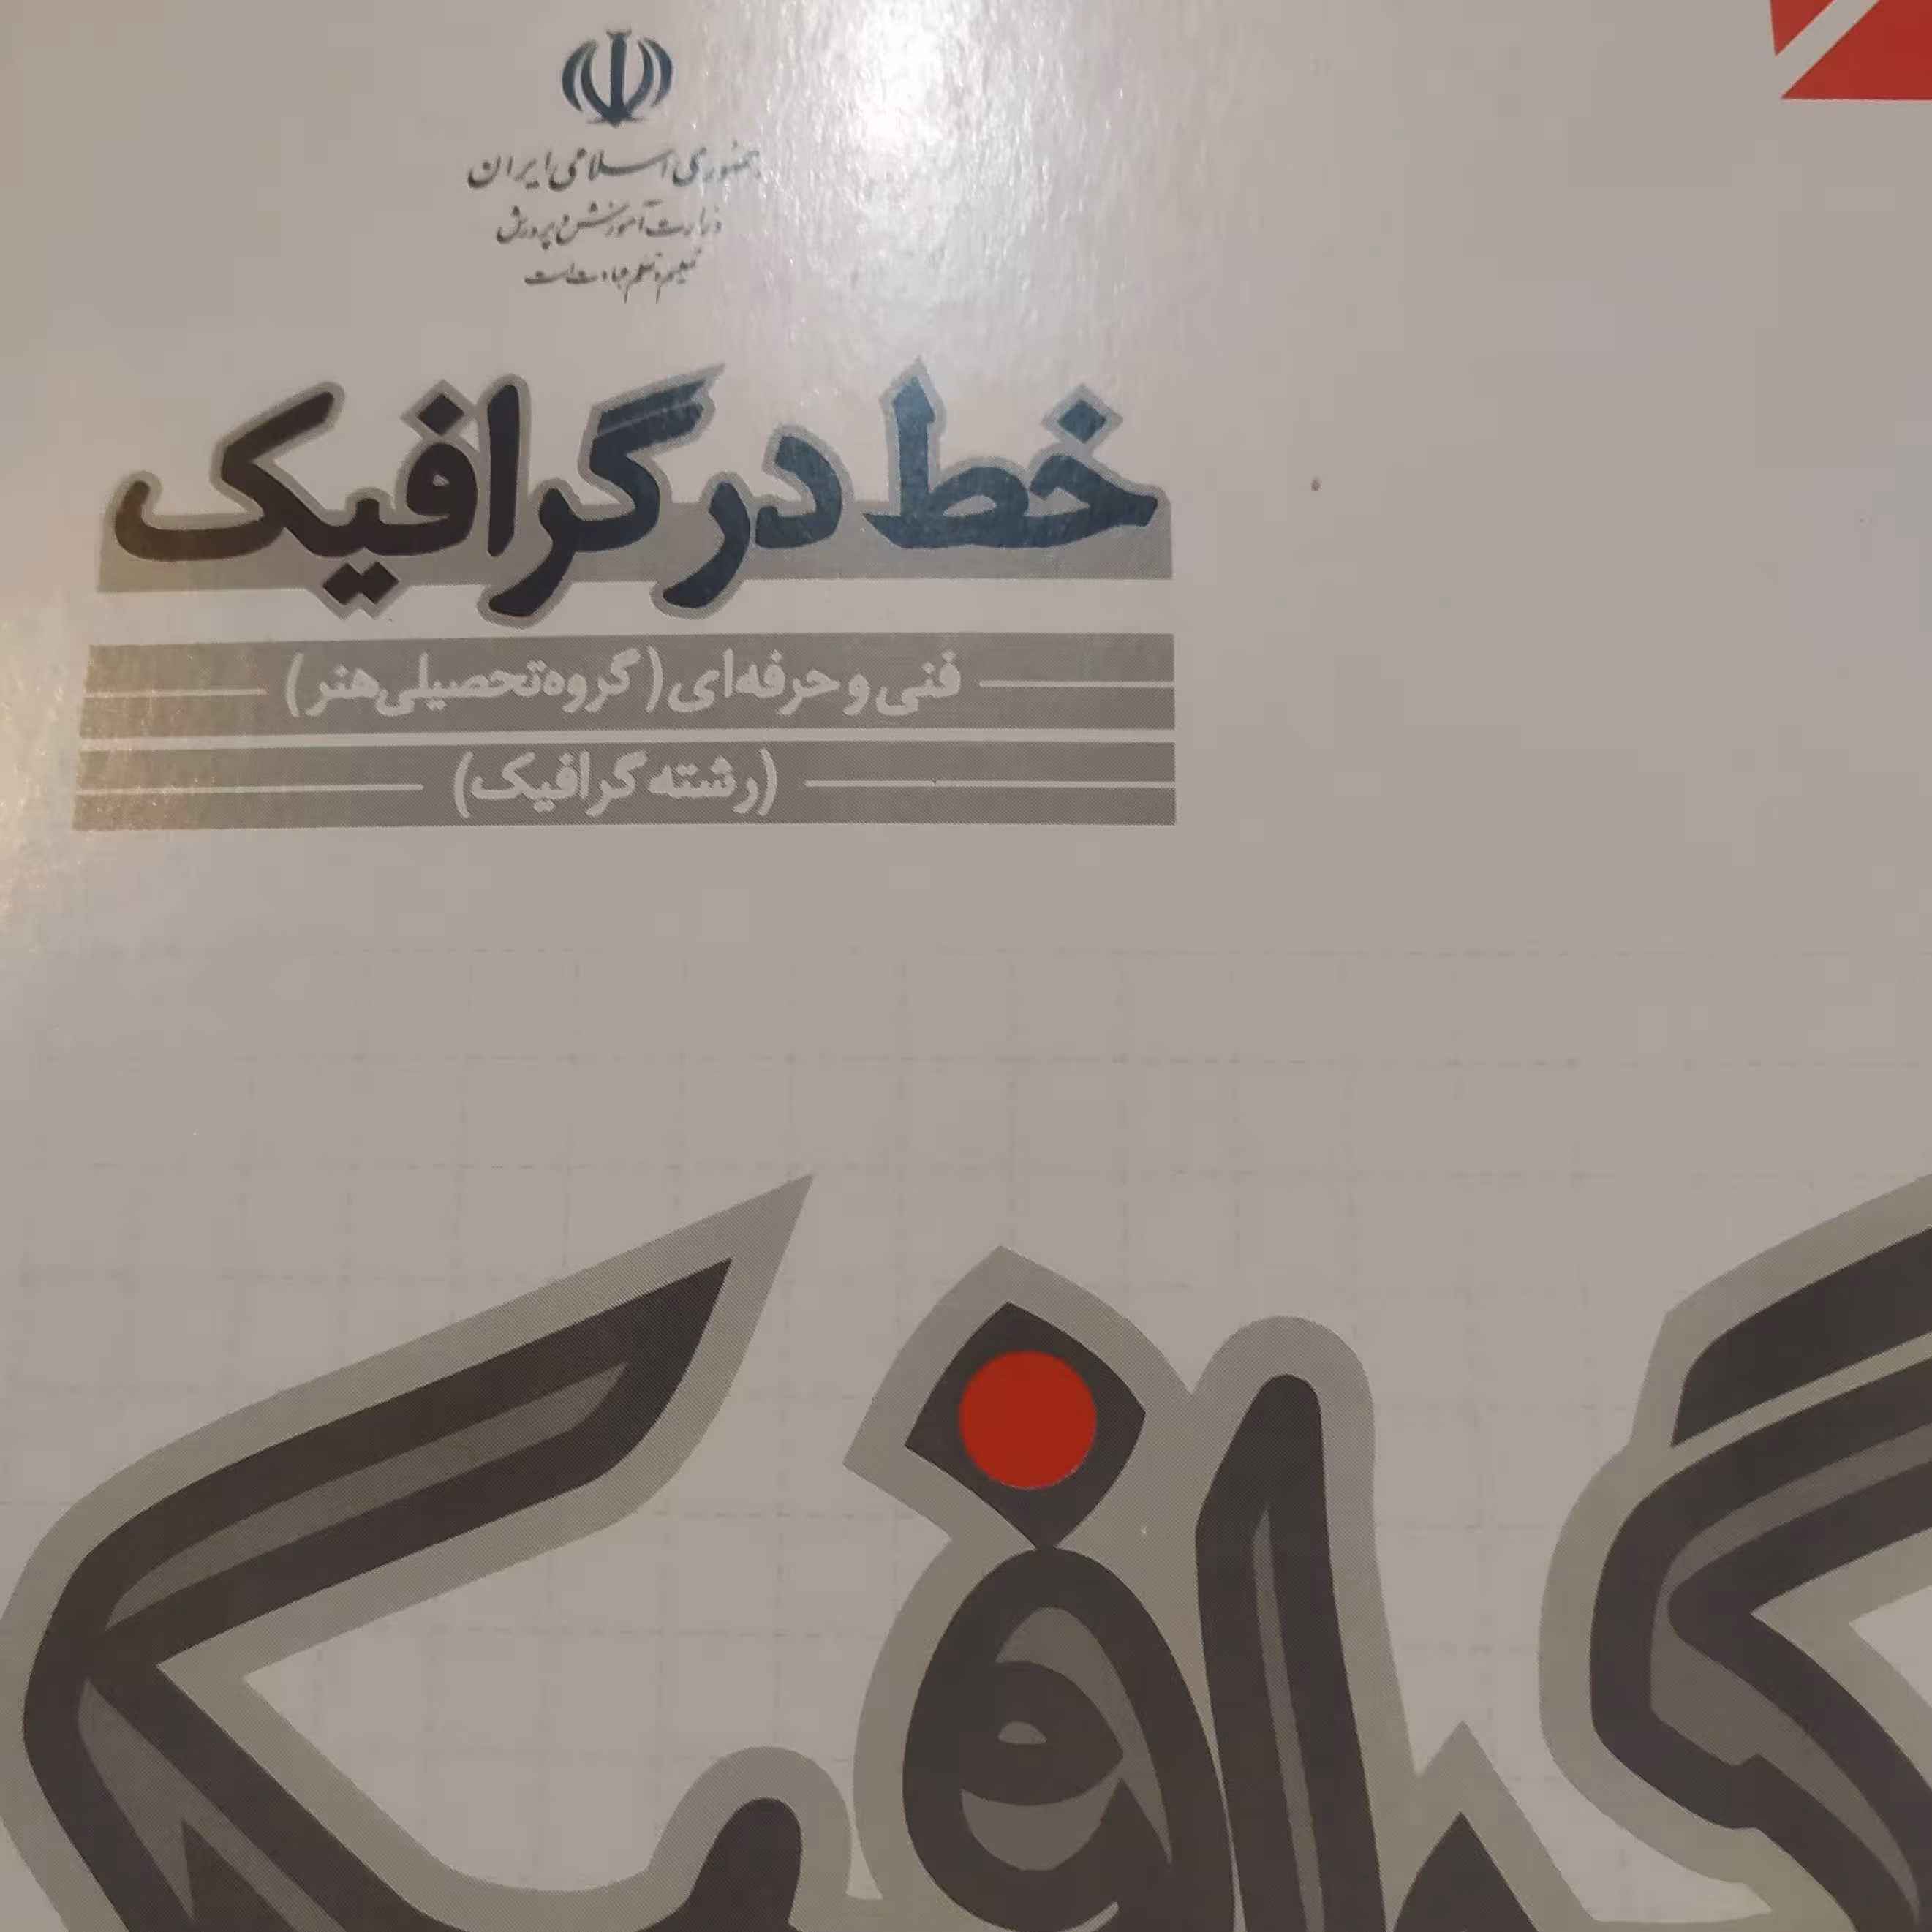 جمهوری اسلامی ایران
وزارت آموزش و پرورش
تعلیم و تعلم عبادت است
خط در گرافیک
فنی و حرفه‌ای (گروه تحصیلی هنر)
(رشته گرافیک)
گرافیک